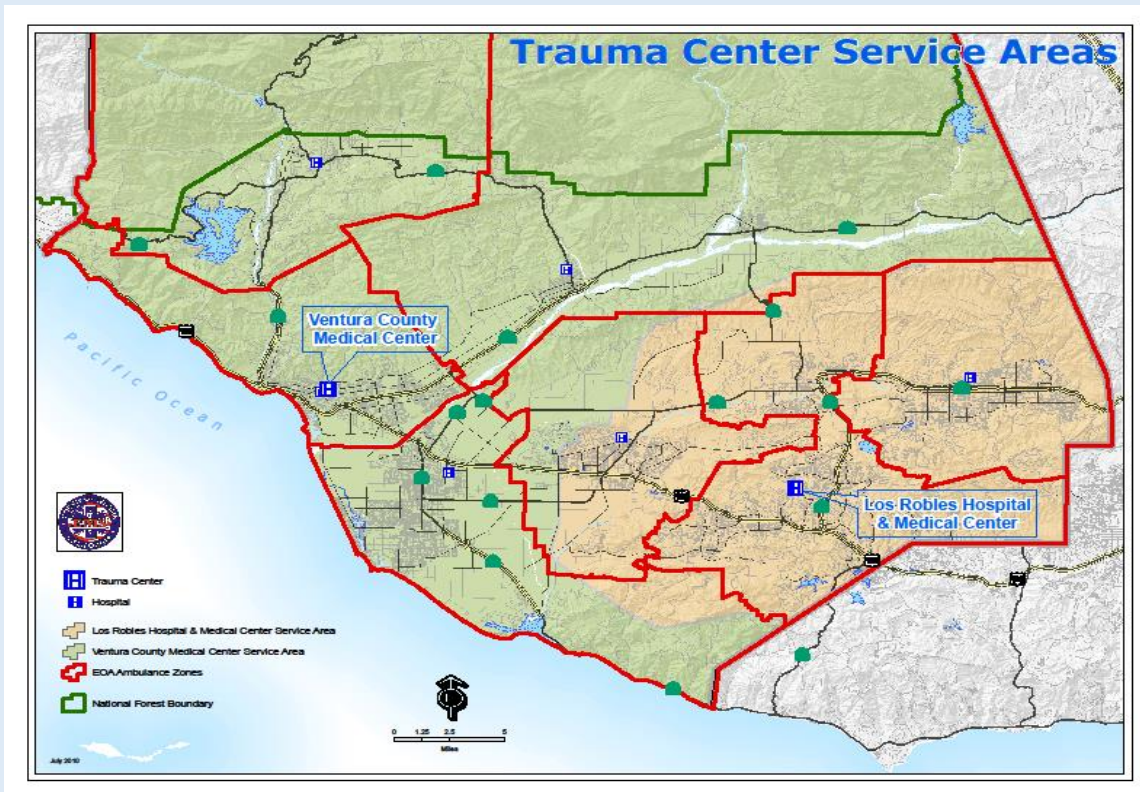 Trauma Center Service Areas
Ventura County
Medical Center
Pacific Ocean
Los Robles Hospital
& Medical Center
H Trauma Center
H Hospital
Los Robles Hospital & Medical Center Service Area
Ventura County Medical Center Service Area
EOA Ambulance Zones
National Forest Boundary
0 1.25 2.5 5
Miles
July 2010